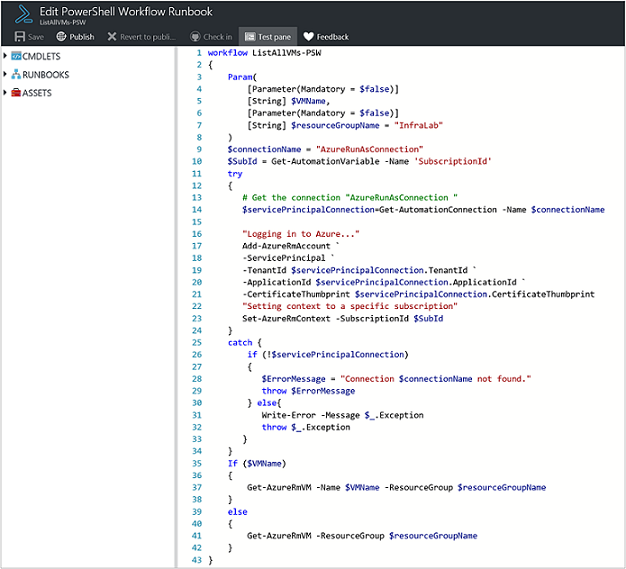 Edit PowerShell Workflow Runbook
ListAllVMs-PSW
Save Publish Revert to publi... Check in Test pane Feedback
CMDLETS
RUNBOOKS
ASSETS
1 workflow ListAllVMs-PSW
2 {
3 Param(
4 [Parameter(Mandatory = $false)]
5 [String] $VMName,
6 [Parameter(Mandatory = $false)]
7 [String] $resourceGroupName = "InfraLab"
8 )
9 $connectionName = "AzureRunAsConnection"
10 $SubId = Get-AutomationVariable -Name 'SubscriptionId'
11 try
12 {
13 # Get the connection "AzureRunAsConnection "
14 $servicePrincipalConnection=Get-AutomationConnection -Name $connectionName
15
16 "Logging in to Azure..."
17 Add-AzureRmAccount `
18 -ServicePrincipal `
19 -TenantId $servicePrincipalConnection.TenantId `
20 -ApplicationId $servicePrincipalConnection.ApplicationId `
21 -CertificateThumbprint $servicePrincipalConnection.CertificateThumbprint
22 "Setting context to a specific subscription"
23 Set-AzureRmContext -SubscriptionId $SubId
24 }
25 catch {
26 if (!$servicePrincipalConnection)
27 {
28 $ErrorMessage = "Connection $connectionName not found."
29 throw $ErrorMessage
30 } else{
31 Write-Error -Message $_.Exception
32 throw $_.Exception
33 }
34 }
35 If ($VMName)
36 {
37 Get-AzureRmVM -Name $VMName -ResourceGroup $resourceGroupName
38 }
39 else
40 {
41 Get-AzureRmVM -ResourceGroup $resourceGroupName
42 }
43 }